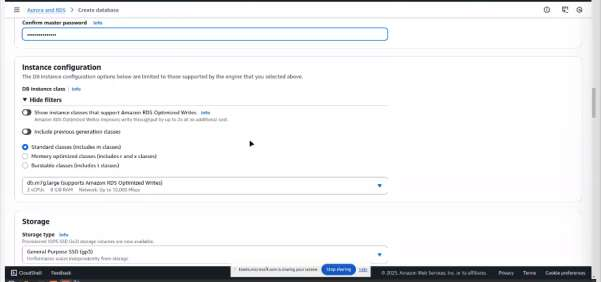 Aurora and RDS > Create database
Confirm master password Info
Instance configuration
The DB instance configuration options below are limited to those supported by the engine that you selected above.
DB instance class Info
Hide filters
Show instance classes that support Amazon RDS Optimized Writes Info
Amazon RDS Optimized Writes improves write throughput by up to 2x at no additional cost.
Include previous generation classes
Standard classes (includes m classes)
Memory optimized classes (includes r and x classes)
Burstable classes (includes t classes)
db.m7g.large (supports Amazon RDS Optimized Writes)
2 vCPUs 8 GiB RAM Network: Up to 12,500 Mbps
Storage
Storage type Info
Provisioned IOPS SSD (io2) storage volumes are now available.
General Purpose SSD (gp3)
Performance scales independently from storage
CloudShell Feedback
is sharing your screen.
Stop sharing
Hide
© 2025, Amazon Web Services, Inc. or its affiliates. Privacy Terms Cookie preferences